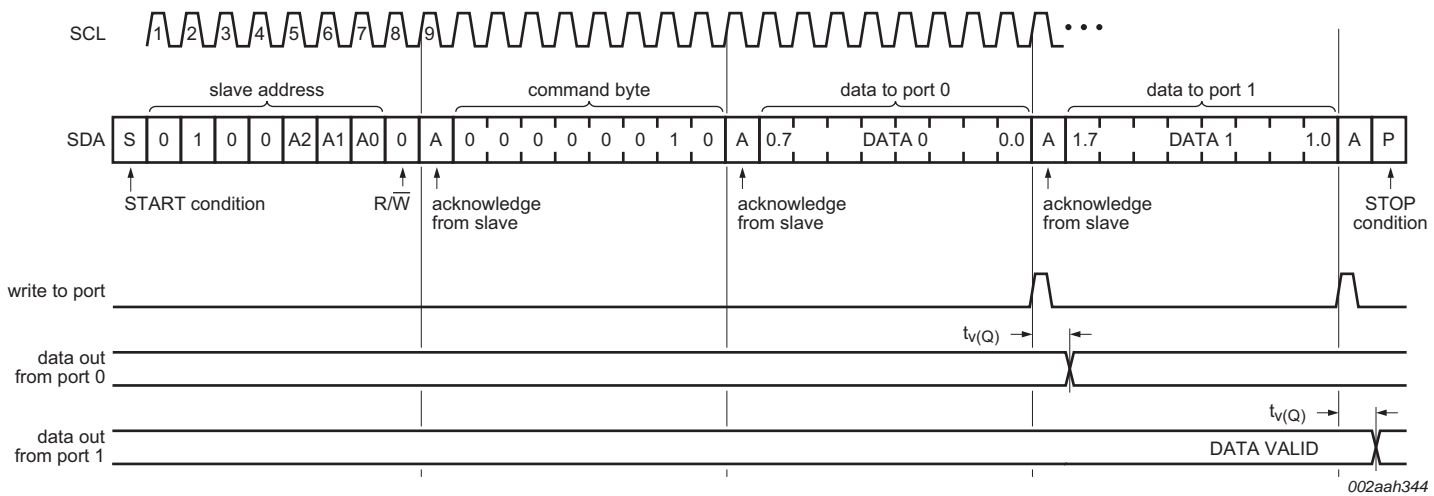 SCL 1 2 3 4 5 6 7 8 9 •••
slave address command byte data to port 0 data to port 1
SDA S 0 1 0 0 A2 A1 A0 0 A 0 0 0 0 0 0 1 0 A 0.7 DATA 0 0.0 A 1.7 DATA 1 1.0 A P
START condition R/W̅ acknowledge acknowledge acknowledge STOP
from slave from slave from slave condition
write to port
tv(Q)
data out
from port 0
tv(Q)
data out
from port 1 DATA VALID
002aah344